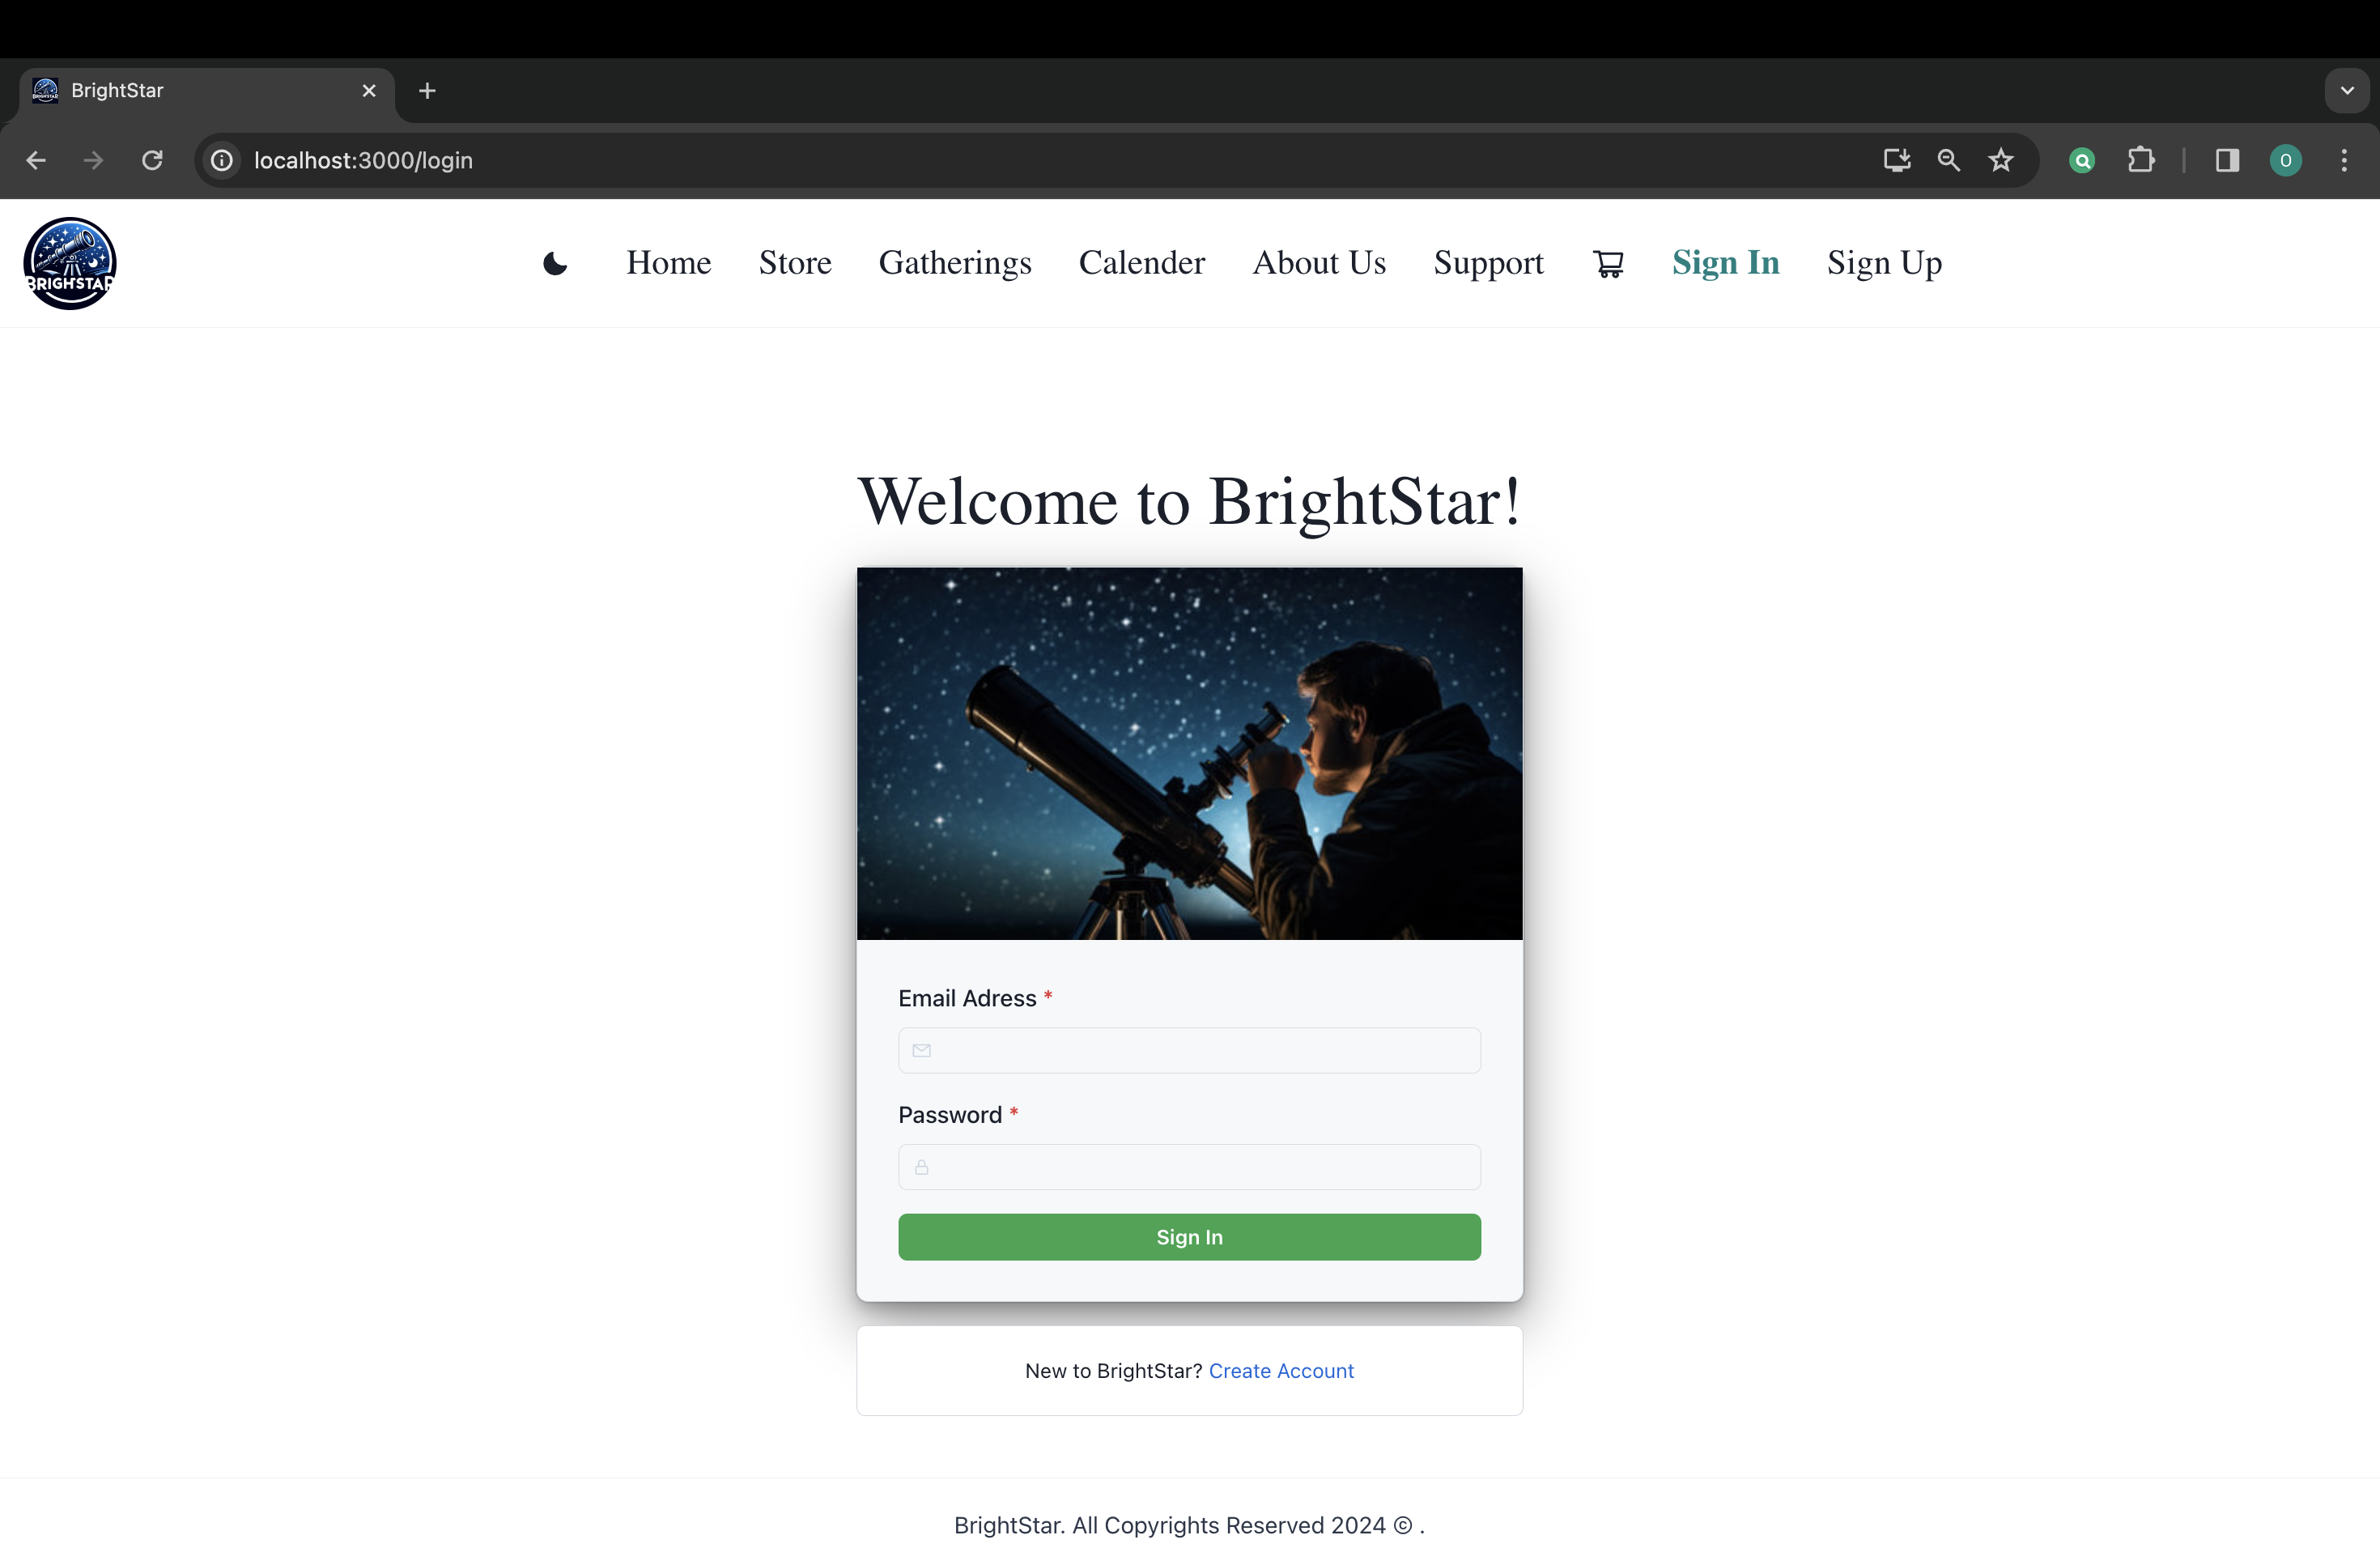 BrightStar
localhost:3000/login
O
BRIGHSTAR
Home Store Gatherings Calender About Us Support Sign In Sign Up
Welcome to BrightStar!
Email Adress *
Password *
Sign In
New to BrightStar? Create Account
BrightStar. All Copyrights Reserved 2024 © .